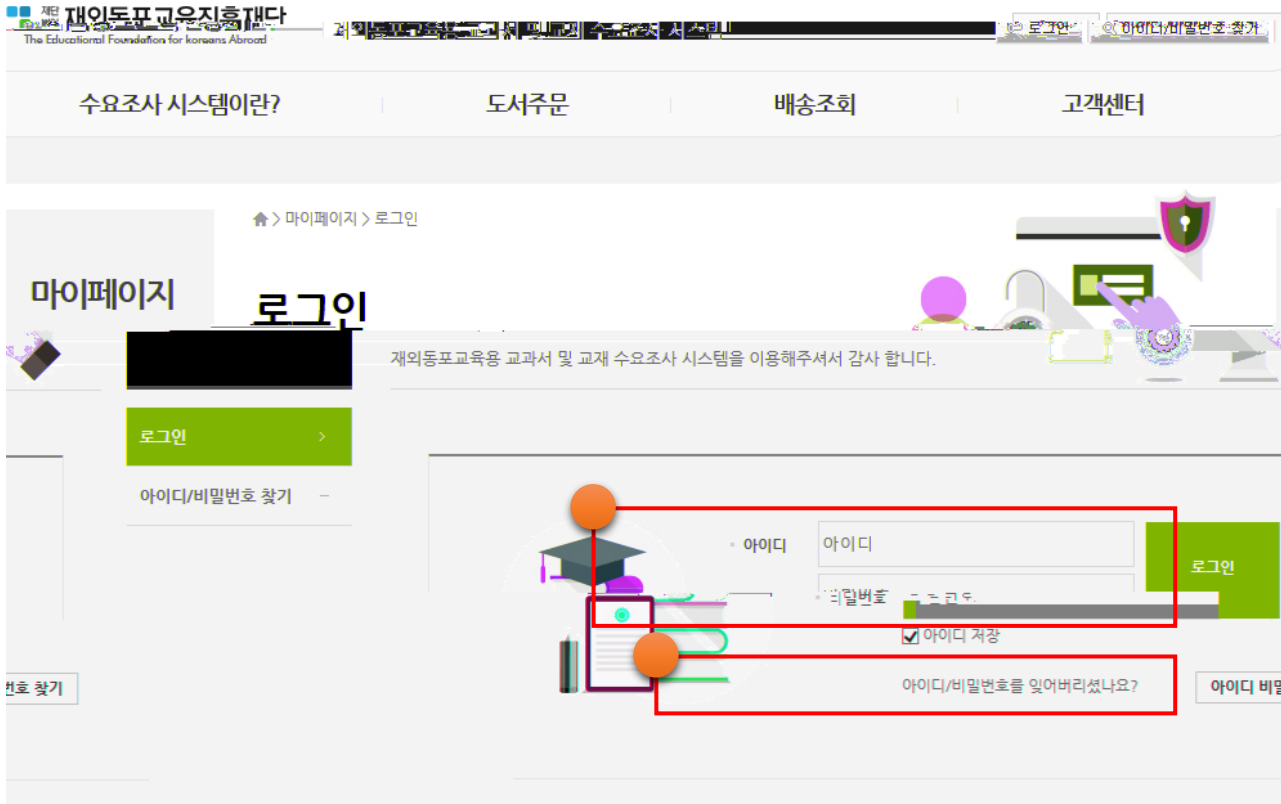 재단 재외동포교육진흥재단
The Educational Foundation for koreans Abroad
로그인 아이디/비밀번호 찾기
수요조사 시스템이란? 도서주문 배송조회 고객센터
> 마이페이지 > 로그인
마이페이지
로그인
재외동포교육용 교과서 및 교재 수요조사 시스템을 이용해주셔서 감사 합니다.
로그인 >
아이디/비밀번호 찾기
아이디 아이디
로그인
비밀번호
아이디 저장
아이디/비밀번호를 잊어버리셨나요?
아이디 비밀
번호 찾기